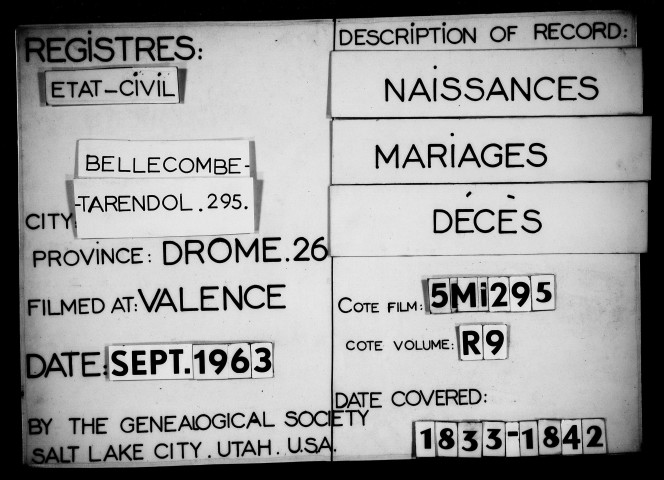 REGISTRES:
ETAT-CIVIL
BELLECOMBE-
-TARENDOL.295.
CITY:
PROVINCE: DROME.26
FILMED AT: VALENCE
DATE: SEPT.1963
BY THE GENEALOGICAL SOCIETY
SALT LAKE CITY. UTAH. U.S.A.
DESCRIPTION OF RECORD:
NAISSANCES
MARIAGES
DÉCÈS
COTE FILM: 5Mi295
COTE VOLUME: R9
DATE COVERED:
1833-1842